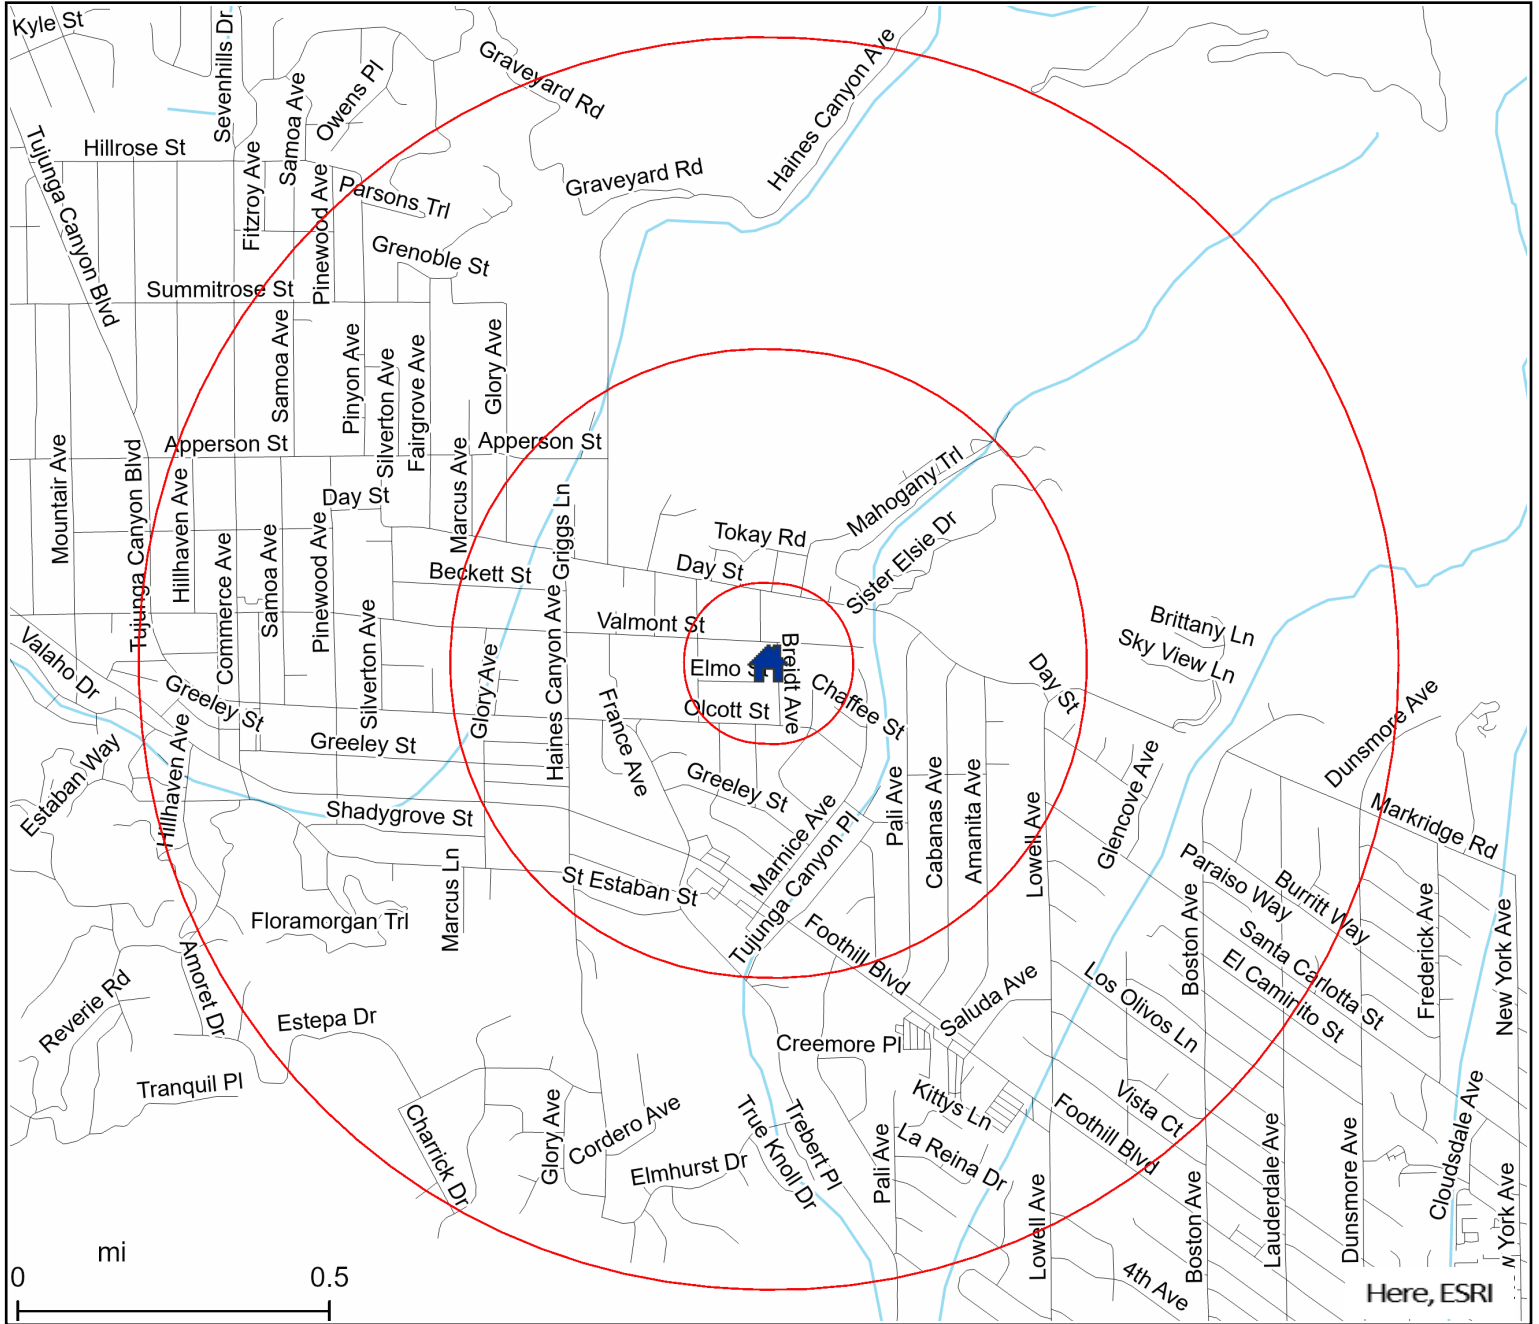 Kyle St
Sevenhills Dr
Graveyard Rd
Haines Canyon Ave
Owens Pl
Samoa Ave
Hillrose St
Tujunga Canyon Blvd
Fitzroy Ave
Pinewood Ave
Parsons Trl
Graveyard Rd
Grenoble St
Summitrose St
Samoa Ave
Pinyon Ave
Silverton Ave
Fairgrove Ave
Glory Ave
Apperson St
Apperson St
Mountair Ave
Tujunga Canyon Blvd
Hillhaven Ave
Marcus Ave
Day St
Griggs Ln
Mahogany Trl
Tokay Rd
Sister Elsie Dr
Commerce Ave
Samoa Ave
Pinewood Ave
Beckett St
Day St
Silverton Ave
Valmont St
Brittany Ln
Sky View Ln
Valaho Dr
Glory Ave
Haines Canyon Ave
Elmo St
Breidt Ave
Chaffee St
Day St
Greeley St
Olcott St
Dunsmore Ave
Estaban Way
Hillhaven Ave
Greeley St
France Ave
Greeley St
Pali Ave
Cabanas Ave
Amanita Ave
Lowell Ave
Glencove Ave
Markridge Rd
Shadygrove St
Marnice Ave
Tujunga Canyon Pl
Marcus Ln
St Estaban St
Paraiso Way
Burritt Way
Floramorgan Trl
Foothill Blvd
Boston Ave
Santa Carlotta St
Frederick Ave
New York Ave
Amoret Dr
Reverie Rd
Saluda Ave
Los Olivos Ln
El Caminito St
Estepa Dr
Creemore Pl
Tranquil Pl
Kittys Ln
Vista Ct
Foothill Blvd
Cloudsdale Ave
Charrick Dr
Glory Ave
Cordero Ave
Elmhurst Dr
True Knoll Dr
Trebert Pl
Pali Ave
La Reina Dr
Lowell Ave
Boston Ave
Lauderdale Ave
Dunsmore Ave
w York Ave
4th Ave
mi
0 0.5
Here, ESRI